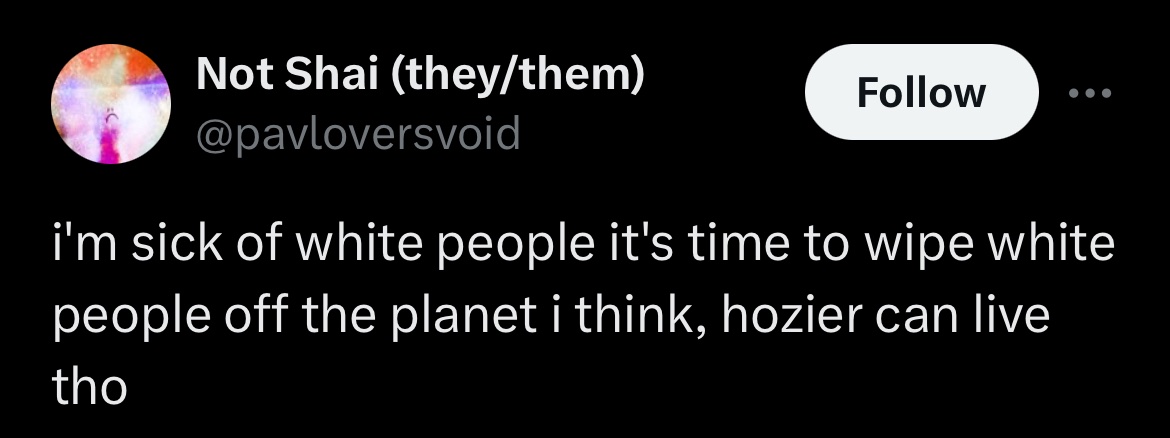 Not Shai (they/them)
@pavloversvoid
Follow
i'm sick of white people it's time to wipe white
people off the planet i think, hozier can live
tho